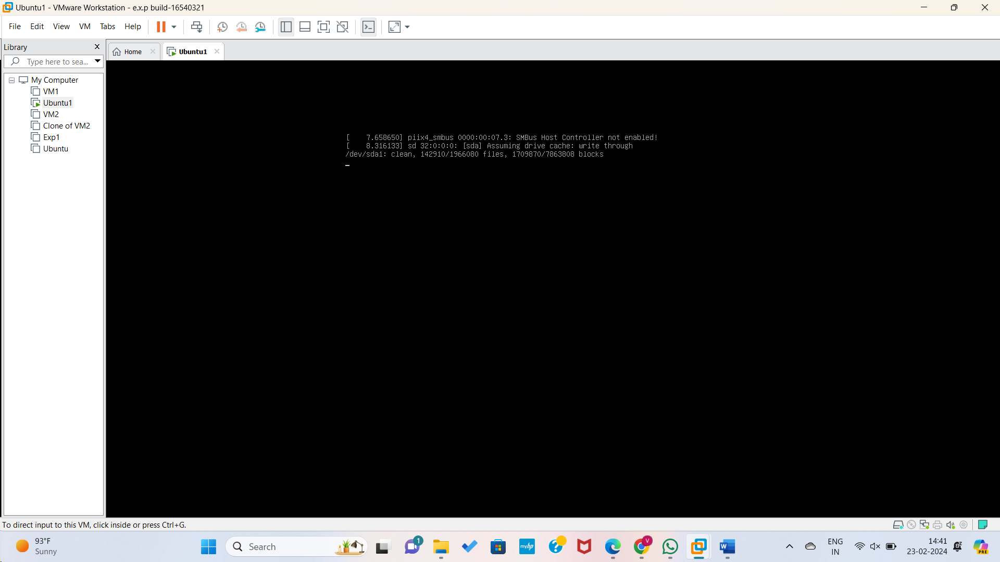 Ubuntu1 - VMware Workstation - e.x.p build-16540321
File Edit View VM Tabs Help
Library
Home
Ubuntu1
Type here to sea...
My Computer
VM1
Ubuntu1
VM2
Clone of VM2
Exp1
Ubuntu
[    7.658650] piix4_smbus 0000:00:07.3: SMBus Host Controller not enabled!
[    8.316133] sd 32:0:0:0: [sda] Assuming drive cache: write through
/dev/sda1: clean, 142910/1966080 files, 1709870/7863808 blocks
To direct input to this VM, click inside or press Ctrl+G.
93°F
Sunny
Search
1
myhp
V
W
ENG
IN
14:41
23-02-2024
PRE